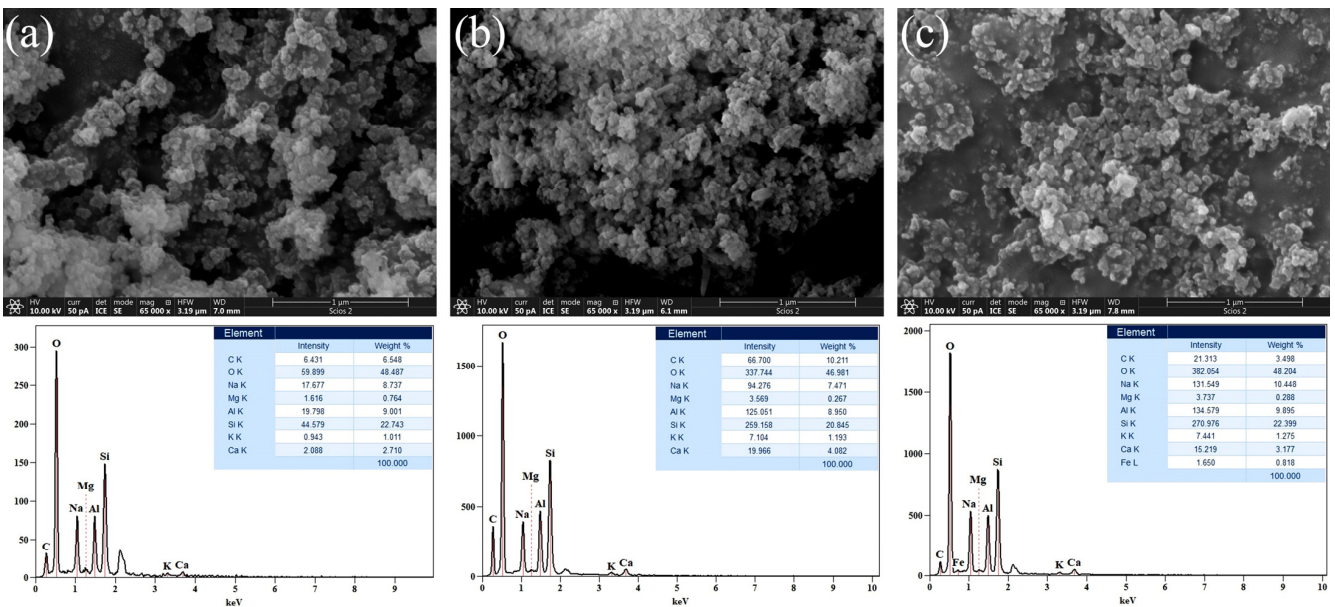 (a)
HV curr det mode mag HFW WD 1 µm
10.00 kV 50 pA ICE SE 65 000 x 3.19 µm 7.0 mm Scios 2
(b)
HV curr det mode mag HFW WD 1 µm
10.00 kV 50 pA ICE SE 65 000 x 3.19 µm 6.1 mm Scios 2
(c)
HV curr det mode mag HFW WD 1 µm
10.00 kV 50 pA ICE SE 65 000 x 3.19 µm 7.8 mm Scios 2
Element
Intensity Weight %
C K 6.431 6.548
O K 59.899 48.487
Na K 17.677 8.737
Mg K 1.616 0.764
Al K 19.798 9.001
Si K 44.579 22.743
K K 0.943 1.011
Ca K 2.088 2.710
100.000
300
250
200
150
100
50
0
O
Si
Mg
Na
Al
C
K
Ca
0 1 2 3 4 5 6 7 8 9
keV
Element
Intensity Weight %
C K 66.700 10.211
O K 337.744 46.981
Na K 94.276 7.471
Mg K 3.569 0.267
Al K 125.051 8.950
Si K 259.158 20.845
K K 7.104 1.193
Ca K 19.966 4.082
100.000
1500
1000
500
0
O
Si
Mg
Al
C
Na
K
Ca
0 1 2 3 4 5 6 7 8 9 10
keV
Element
Intensity Weight %
C K 21.313 3.498
O K 382.054 48.204
Na K 131.549 10.448
Mg K 3.737 0.288
Al K 134.579 9.895
Si K 270.976 22.399
K K 7.441 1.275
Ca K 15.219 3.177
Fe L 1.650 0.818
100.000
2000
1500
1000
500
0
O
Si
Mg
Na
Al
C
Fe
K
Ca
0 1 2 3 4 5 6 7 8 9 10
keV